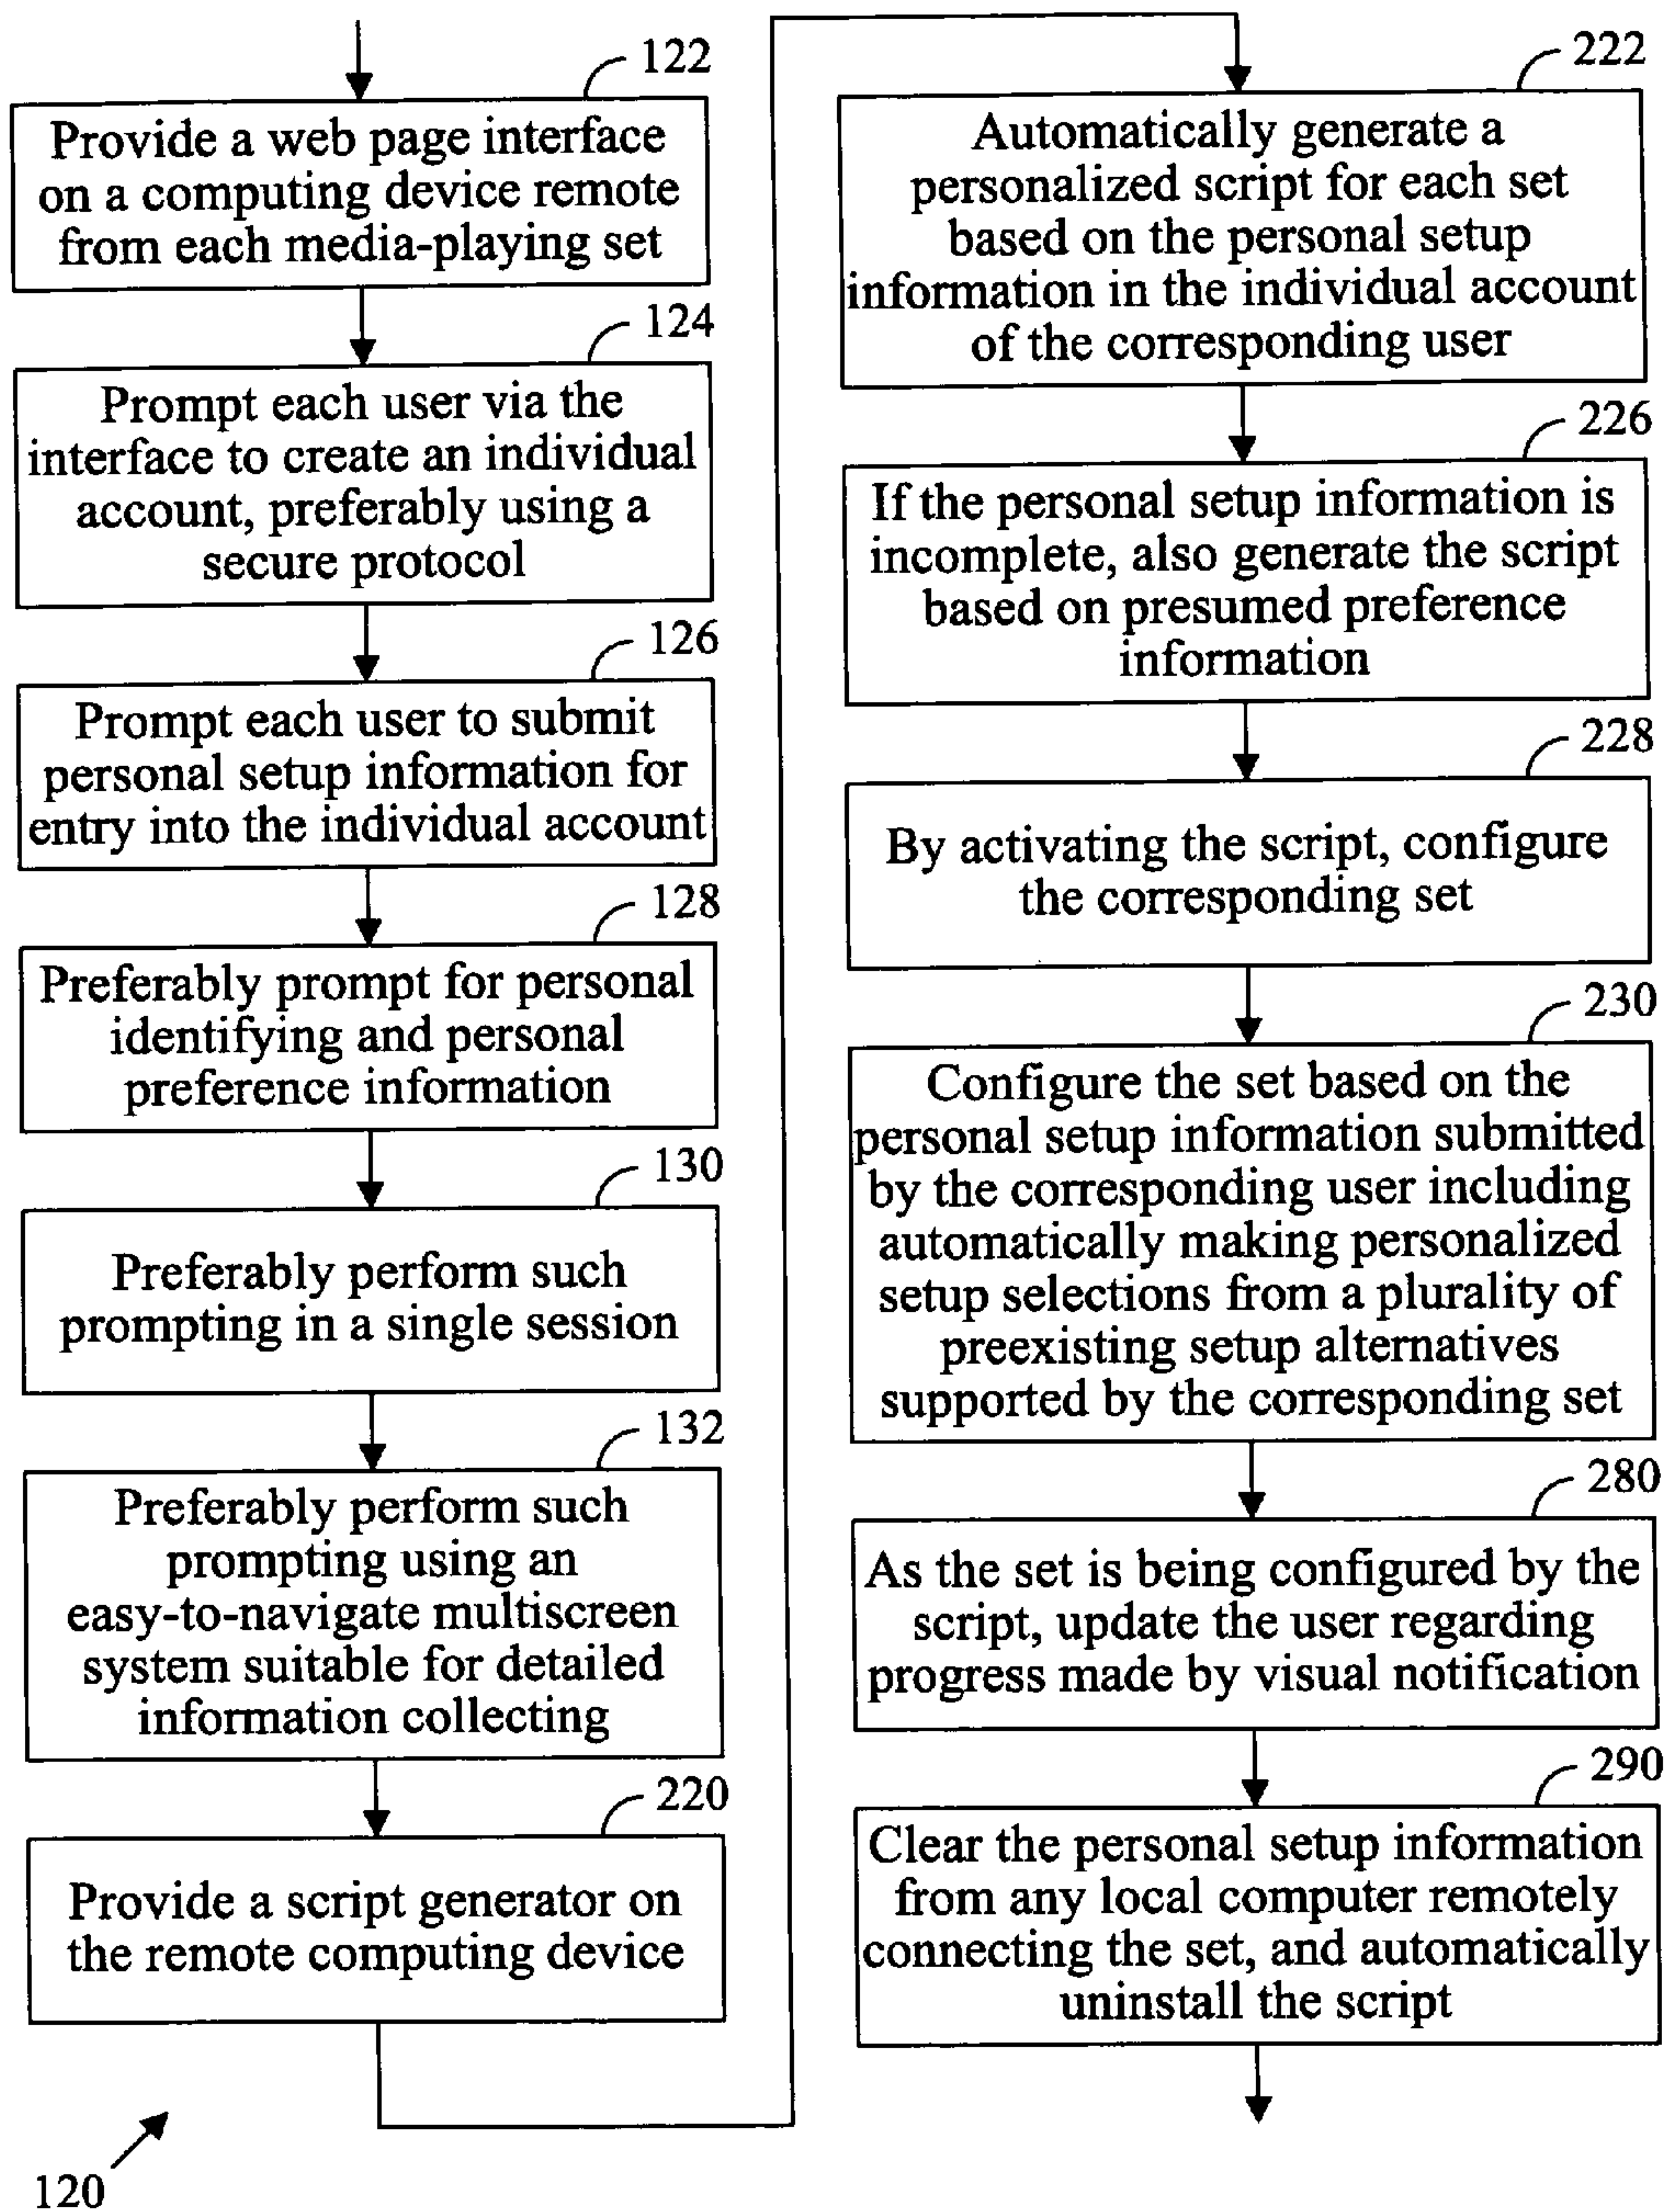 122
Provide a web page interface
on a computing device remote
from each media-playing set
124
Prompt each user via the
interface to create an individual
account, preferably using a
secure protocol
126
Prompt each user to submit
personal setup information for
entry into the individual account
128
Preferably prompt for personal
identifying and personal
preference information
130
Preferably perform such
prompting in a single session
132
Preferably perform such
prompting using an
easy-to-navigate multiscreen
system suitable for detailed
information collecting
220
Provide a script generator on
the remote computing device
120
222
Automatically generate a
personalized script for each set
based on the personal setup
information in the individual account
of the corresponding user
226
If the personal setup information is
incomplete, also generate the script
based on presumed preference
information
228
By activating the script, configure
the corresponding set
230
Configure the set based on the
personal setup information submitted
by the corresponding user including
automatically making personalized
setup selections from a plurality of
preexisting setup alternatives
supported by the corresponding set
280
As the set is being configured by the
script, update the user regarding
progress made by visual notification
290
Clear the personal setup information
from any local computer remotely
connecting the set, and automatically
uninstall the script